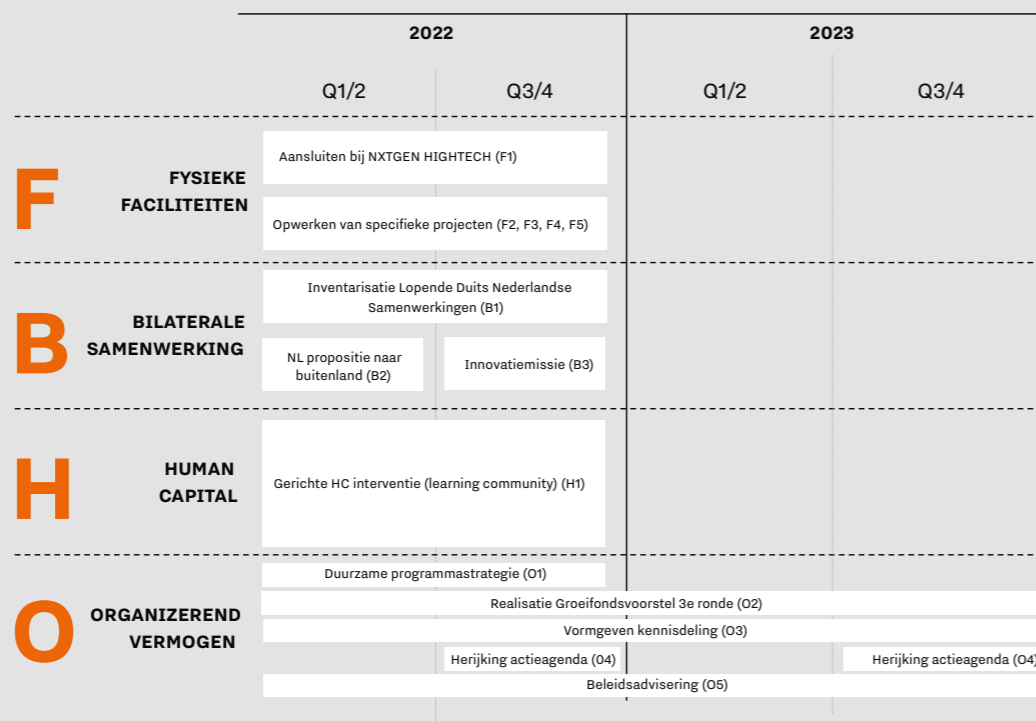 2022
2023
Q1/2
Q3/4
Q1/2
Q3/4
F
FYSIEKE
FACILITEITEN
Aansluiten bij NXTGEN HIGHTECH (F1)
Opwerken van specifieke projecten (F2, F3, F4, F5)
B
BILATERALE
SAMENWERKING
Inventarisatie Lopende Duits Nederlandse
Samenwerkingen (B1)
NL propositie naar
buitenland (B2)
Innovatiemissie (B3)
H
HUMAN
CAPITAL
Gerichte HC interventie (learning community) (H1)
O
ORGANIZEREND
VERMOGEN
Duurzame programmastrategie (O1)
Realisatie Groeifondsvoorstel 3e ronde (O2)
Vormgeven kennisdeling (O3)
Herijking actieagenda (O4)
Herijking actieagenda (O4)
Beleidsadvisering (O5)